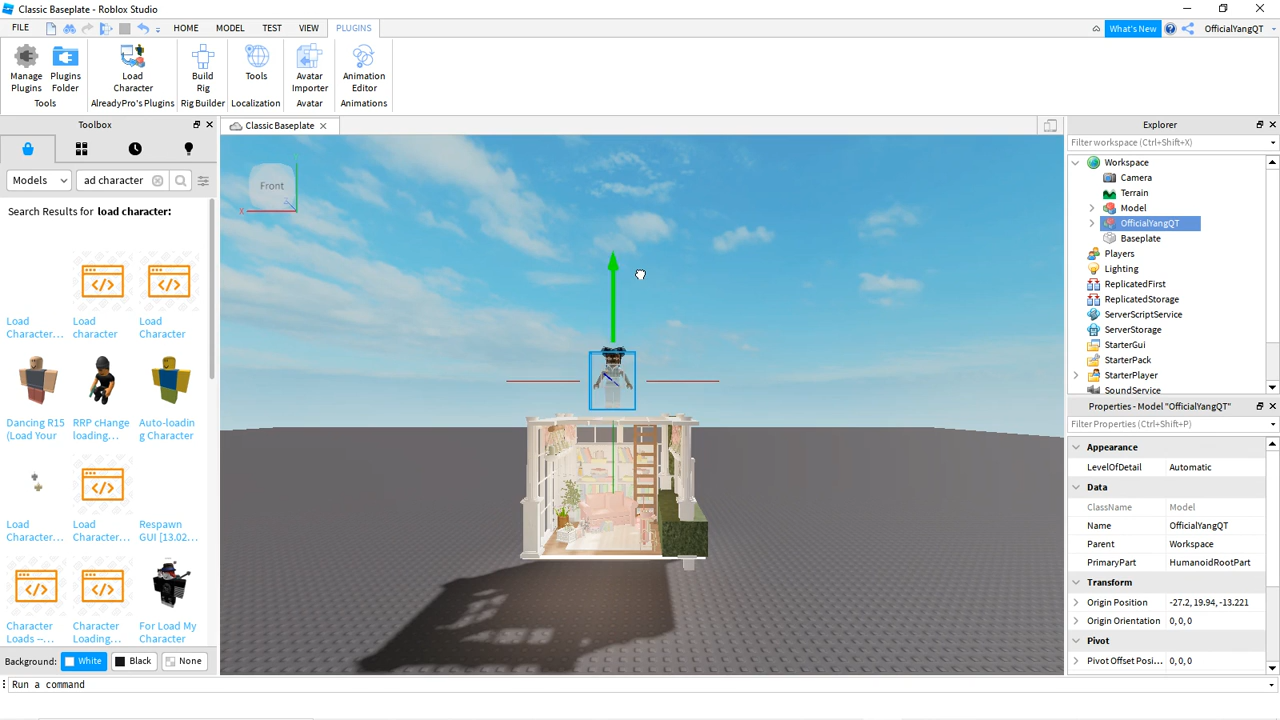 Classic Baseplate - Roblox Studio
FILE
HOME
MODEL
TEST
VIEW
PLUGINS
What's New
OfficialYangQT
Manage Plugins
Plugins Folder
Load Character
Build Rig
Tools
Avatar Importer
Animation Editor
Tools
AlreadyPro's Plugins
Rig Builder
Localization
Avatar
Animations
Toolbox
Models
ad character
Search Results for load character:
Load Character...
Load character
Load Character
Dancing R15 (Load Your
RRP cHange loading...
Auto-loadin g Character
Load Character...
Load Character...
Respawn GUI [13.02...
Character Loads –...
Character Loading...
For Load My Character
Background:
White
Black
None
Classic Baseplate
Front
X
Explorer
Filter workspace (Ctrl+Shift+X)
Workspace
Camera
Terrain
Model
OfficialYangQT
Baseplate
Players
Lighting
ReplicatedFirst
ReplicatedStorage
ServerScriptService
ServerStorage
StarterGui
StarterPack
StarterPlayer
SoundService
Properties - Model "OfficialYangQT"
Filter Properties (Ctrl+Shift+P)
Appearance
LevelOfDetail Automatic
Data
ClassName Model
Name OfficialYangQT
Parent Workspace
PrimaryPart HumanoidRootPart
Transform
Origin Position -27.2, 19.94, -13.221
Origin Orientation 0,0,0
Pivot
Pivot Offset Posi... 0,0,0
Run a command